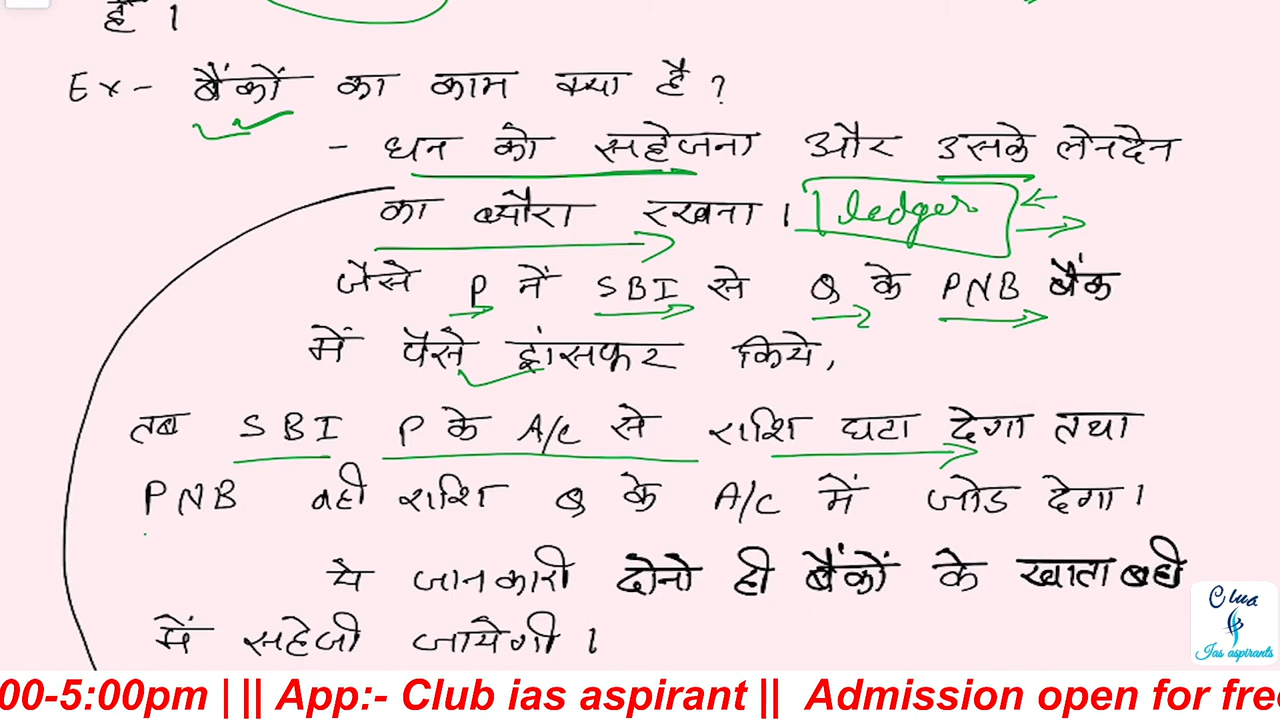 है ।
Ex- बैंकों का काम क्या है ?
- धन को सहेजना और उसके लेनदेन
का ब्यौरा रखना । ledger
जैसे P ने SBI से Q के PNB बैंक
में पैसे ट्रांसफर किये,
तब SBI P के A/C से राशि घटा देगा तथा
PNB वही राशि Q के A/C में जोड देगा ।
ये जानकारी दोनो ही बैंकों के खाता बही
में सहेजी जायेगी ।
Club
Ias aspirants
00-5:00pm | || App:- Club ias aspirant || Admission open for free